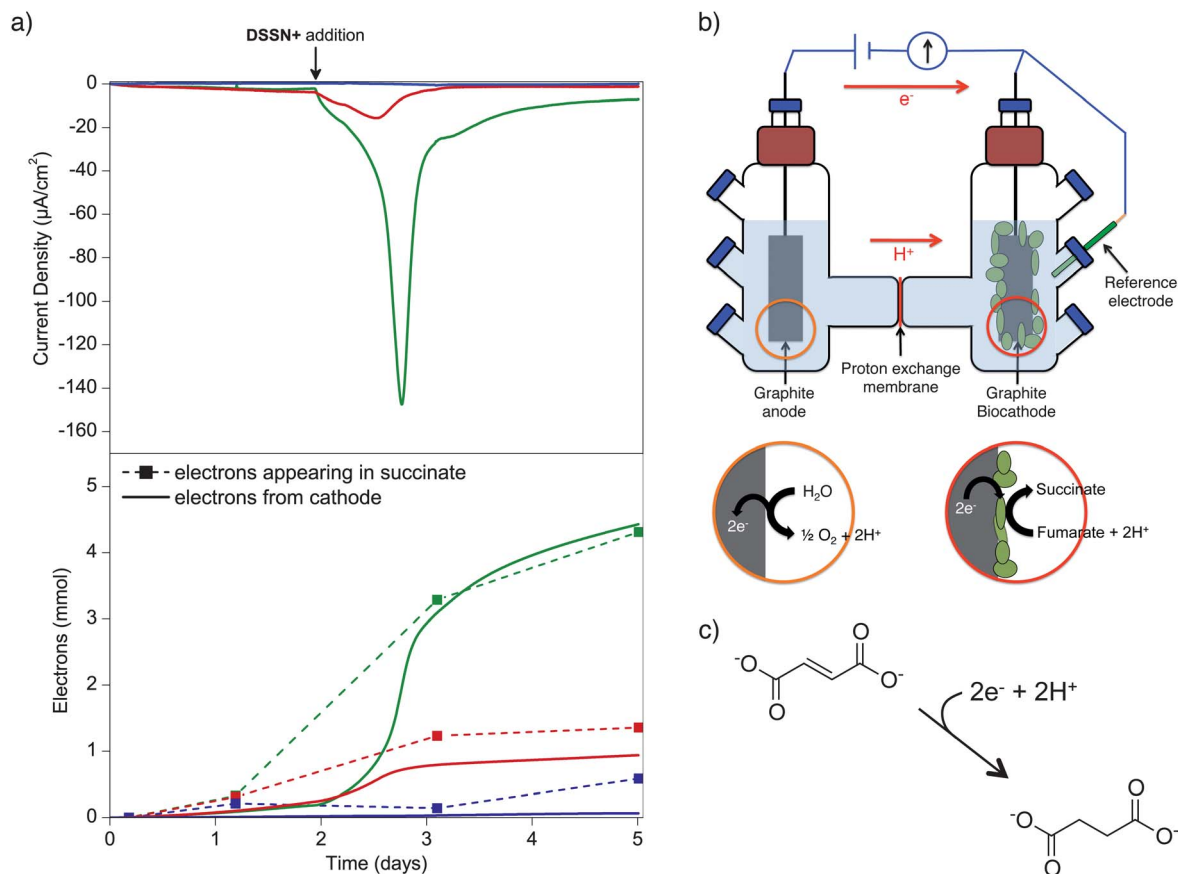 a)
DSSN+ addition
0
-20
-40
-60
-80
-100
-120
-140
-160
Current Density (µA/cm²)
electrons appearing in succinate
electrons from cathode
5
4
3
2
1
0
Electrons (mmol)
0 1 2 3 4 5
Time (days)
b)
e⁻
H⁺
Reference
electrode
Proton exchange
membrane
Graphite
anode
Graphite
Biocathode
2e⁻
H₂O
½ O₂ + 2H⁺
2e⁻
Succinate
Fumarate + 2H⁺
c)
⁻O
O
O
O⁻
2e⁻ + 2H⁺
⁻O
O
O
O⁻